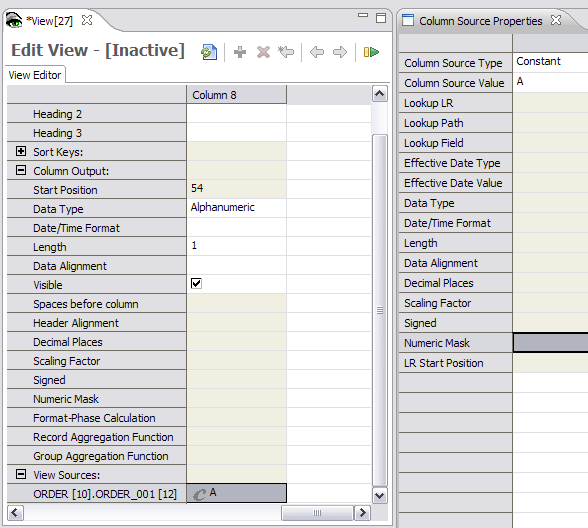 *View[27]
Edit View - [Inactive]
View Editor
Column 8
Heading 2
Heading 3
Sort Keys:
Column Output:
Start Position 54
Data Type Alphanumeric
Date/Time Format
Length 1
Data Alignment
Visible
Spaces before column
Header Alignment
Decimal Places
Scaling Factor
Signed
Numeric Mask
Format-Phase Calculation
Record Aggregation Function
Group Aggregation Function
View Sources:
ORDER [10].ORDER_001 [12] C A
Column Source Properties
Column Source Type Constant
Column Source Value A
Lookup LR
Lookup Path
Lookup Field
Effective Date Type
Effective Date Value
Data Type
Date/Time Format
Length
Data Alignment
Decimal Places
Scaling Factor
Signed
Numeric Mask
LR Start Position